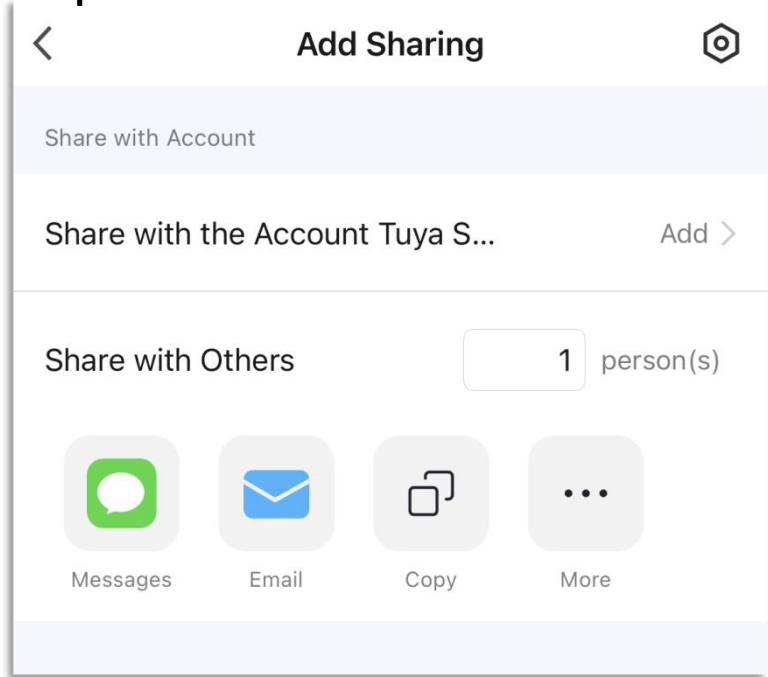 Add Sharing
Share with Account
Share with the Account Tuya S... Add
Share with Others 1 person(s)
Messages Email Copy More